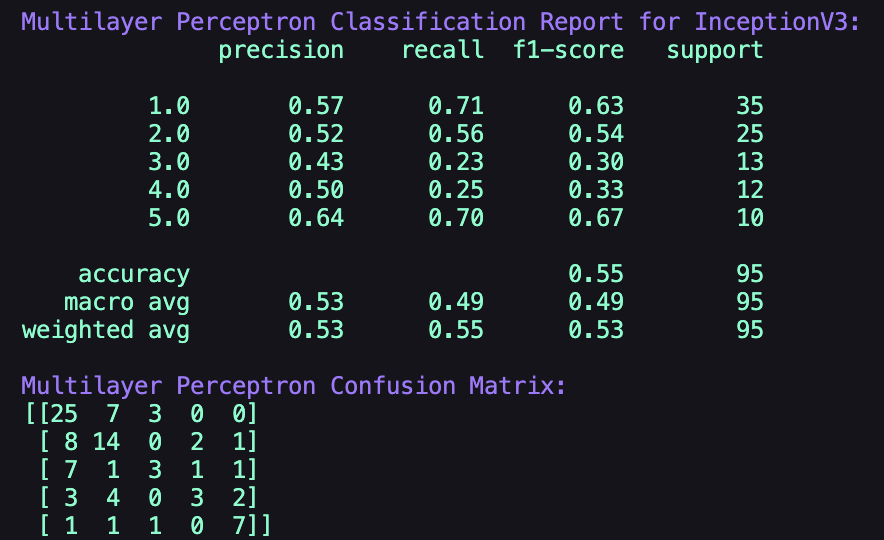 Multilayer Perceptron Classification Report for InceptionV3:
              precision    recall  f1-score   support

         1.0       0.57      0.71      0.63        35
         2.0       0.52      0.56      0.54        25
         3.0       0.43      0.23      0.30        13
         4.0       0.50      0.25      0.33        12
         5.0       0.64      0.70      0.67        10

    accuracy                           0.55        95
   macro avg       0.53      0.49      0.49        95
weighted avg       0.53      0.55      0.53        95

Multilayer Perceptron Confusion Matrix:
[[25  7  3  0  0]
 [ 8 14  0  2  1]
 [ 7  1  3  1  1]
 [ 3  4  0  3  2]
 [ 1  1  1  0  7]]